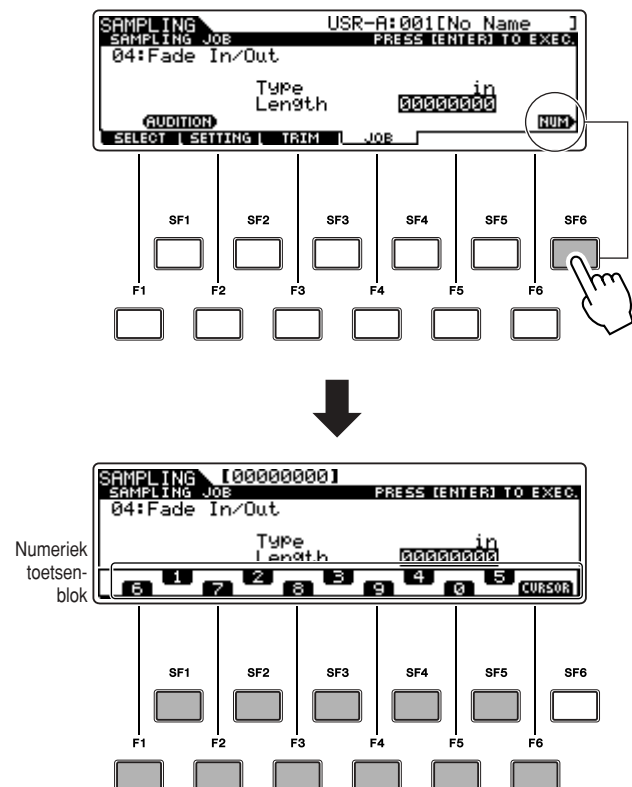 SAMPLING USR-A:001[No Name ]
SAMPLING JOB PRESS [ENTER] TO EXEC.
04:Fade In/Out
Type in
Length 00000000
AUDITION NUM
SELECT SETTING TRIM JOB
SF1 SF2 SF3 SF4 SF5 SF6
F1 F2 F3 F4 F5 F6
SAMPLING [00000000]
SAMPLING JOB PRESS [ENTER] TO EXEC.
04:Fade In/Out
Type in
Length 00000000
Numeriek
toetsen-
blok
1 2 3 4 5
6 7 8 9 0 CURSOR
SF1 SF2 SF3 SF4 SF5 SF6
F1 F2 F3 F4 F5 F6